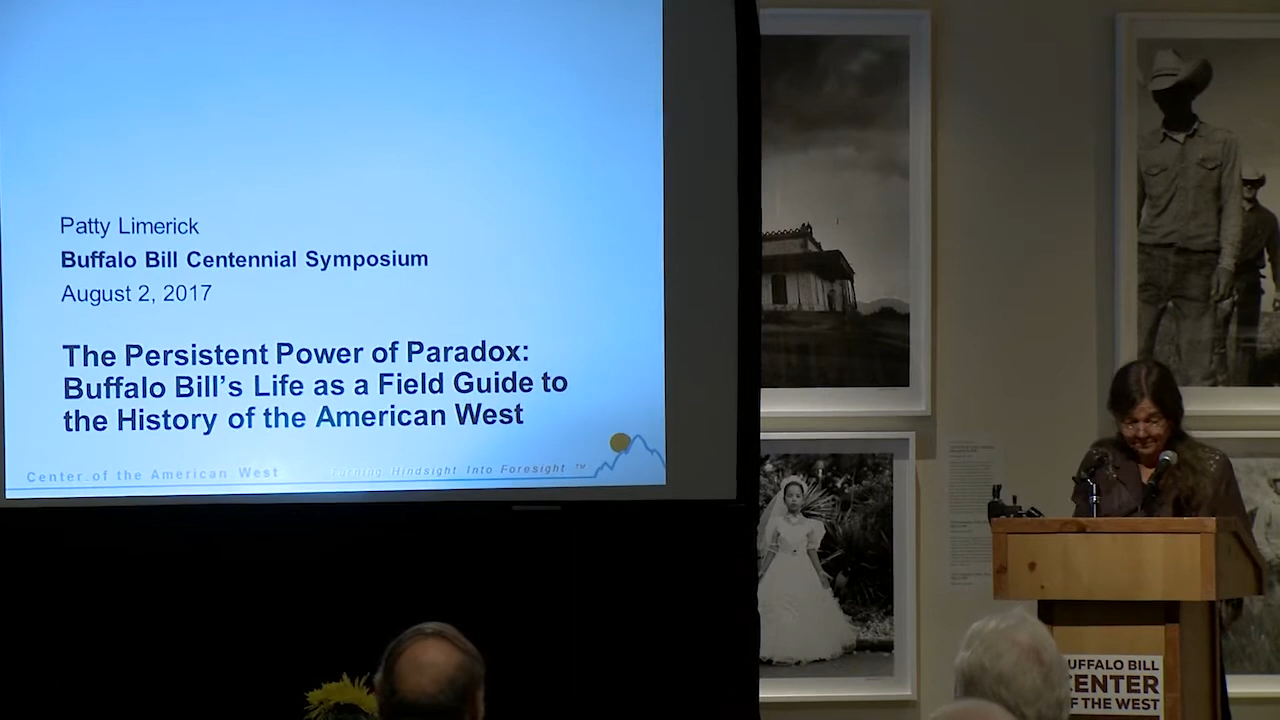 Patty Limerick
Buffalo Bill Centennial Symposium
August 2, 2017
The Persistent Power of Paradox:
Buffalo Bill's Life as a Field Guide to
the History of the American West
Center of the American West
Turning Hindsight Into Foresight ™
UFFALO BILL
CENTER
OF THE WEST